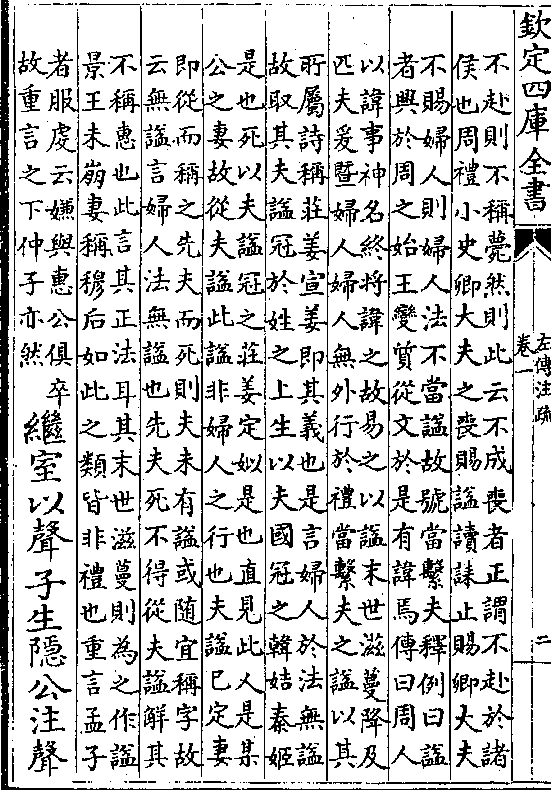 欽定四庫全書
左傳注疏
卷一
二
不赴則不稱薨然則此云不成喪者正謂不赴於諸
侯也周禮小史卿大夫之喪賜謚讀誄止賜卿大夫
不賜婦人則婦人法不當謚故號當繫夫釋例曰謚
者興於周之始王變質從文於是有諱焉傳曰周人
以諱事神名終將諱之故易之以謚末世滋蔓降及
匹夫爰暨婦人婦人無外行於禮當繫夫之謚以其
所屬詩稱莊姜宣姜即其義也是言婦人於法無謚
故取其夫謚冠於姓之上生以夫國冠之韓姞秦姬
是也死以夫謚冠之莊姜定姒是也直見此人是某
公之妻故從夫謚此謚非婦人之行也夫謚已定妻
即從而稱之先夫而死則夫未有謚或随宜稱字故
云無謚言婦人法無謚也先夫死不得從夫謚解其
不稱惠也此言其正法耳其末世滋蔓則為之作謚
景王未崩妻稱穆后如此之類皆非禮也重言孟子
者服虔云嫌與惠公俱卒
故重言之下仲子亦然
繼室以聲子生隱公注聲